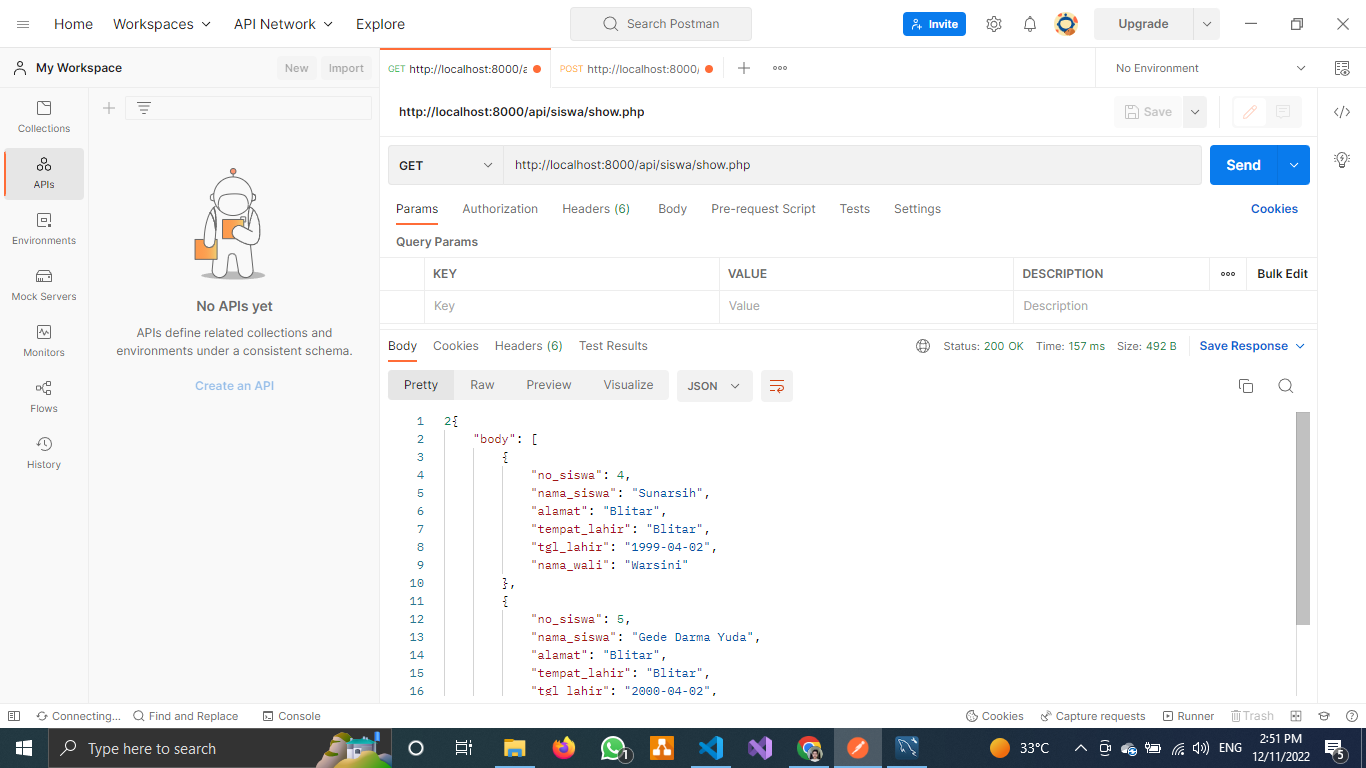 Home Workspaces API Network Explore Search Postman Invite Upgrade
My Workspace New Import GET http://localhost:8000/a POST http://localhost:8000/ No Environment
Collections
APIs
Environments
Mock Servers
Monitors
Flows
History
No APIs yet
APIs define related collections and
environments under a consistent schema.
Create an API
http://localhost:8000/api/siswa/show.php Save
GET http://localhost:8000/api/siswa/show.php Send
Params Authorization Headers (6) Body Pre-request Script Tests Settings Cookies
Query Params
KEY VALUE DESCRIPTION Bulk Edit
Key Value Description
Body Cookies Headers (6) Test Results Status: 200 OK Time: 157 ms Size: 492 B Save Response
Pretty Raw Preview Visualize JSON
1 2{
2 "body": [
3 {
4 "no_siswa": 4,
5 "nama_siswa": "Sunarsih",
6 "alamat": "Blitar",
7 "tempat_lahir": "Blitar",
8 "tgl_lahir": "1999-04-02",
9 "nama_wali": "Warsini"
10 },
11 {
12 "no_siswa": 5,
13 "nama_siswa": "Gede Darma Yuda",
14 "alamat": "Blitar",
15 "tempat_lahir": "Blitar",
16 "tgl_lahir": "2000-04-02",
Connecting... Find and Replace Console Cookies Capture requests Runner Trash
Type here to search 1 33°C ENG 2:51 PM 5
12/11/2022